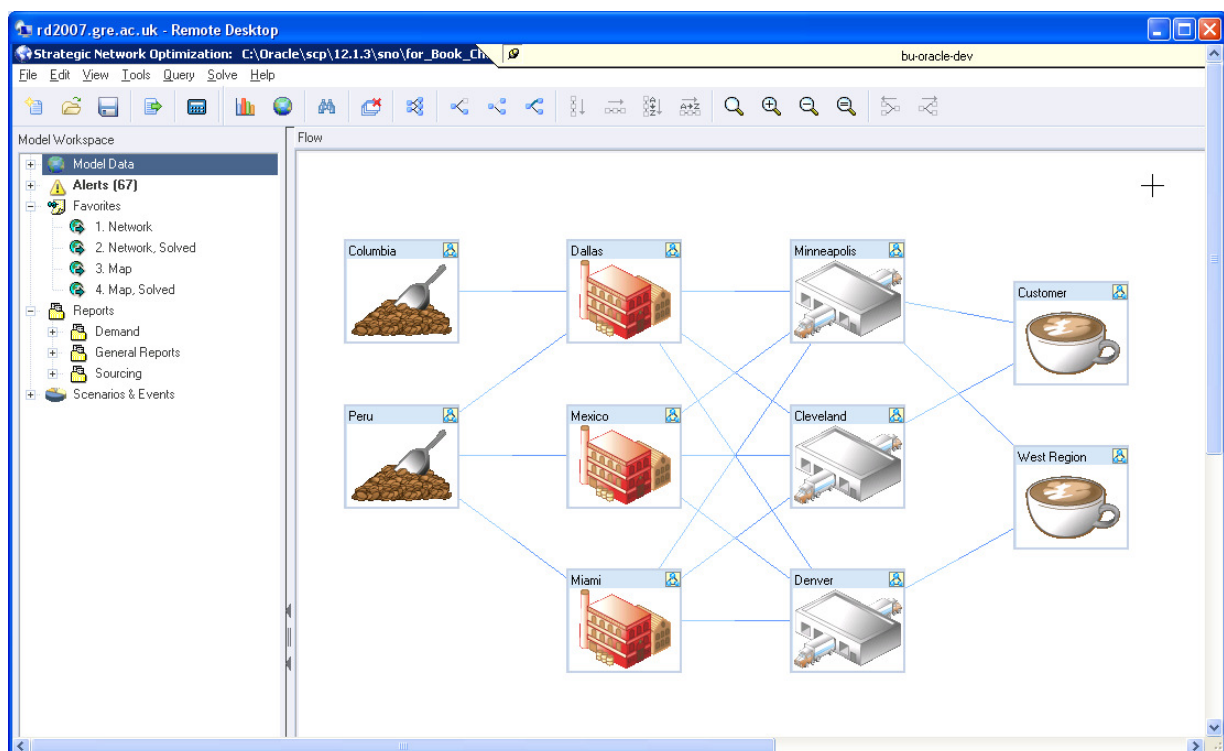 rd2007.gre.ac.uk - Remote Desktop
Strategic Network Optimization: C:\Oracle\scp\12.1.3\sno\for_Book_Ch
bu-oracle-dev
File Edit View Tools Query Solve Help
Model Workspace
Model Data
Alerts (67)
Favorites
1. Network
2. Network, Solved
3. Map
4. Map, Solved
Reports
Demand
General Reports
Sourcing
Scenarios & Events
Flow
Columbia
Dallas
Minneapolis
Customer
Peru
Mexico
Cleveland
West Region
Miami
Denver